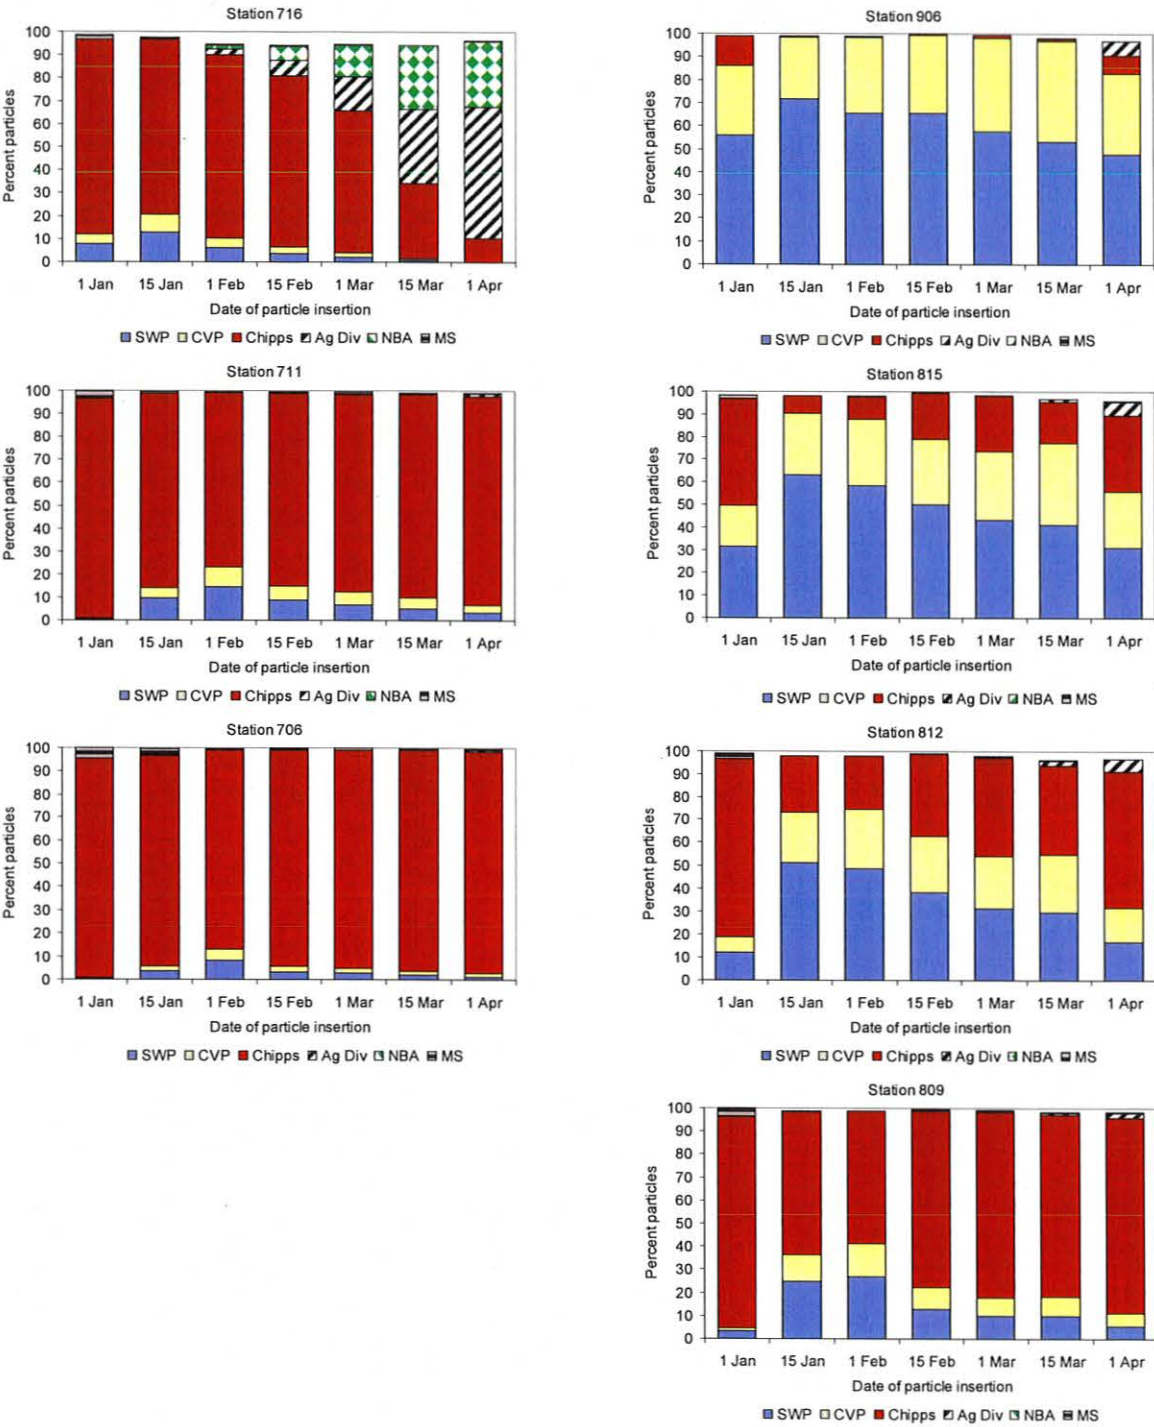 Station 716
Percent particles
100
90
80
70
60
50
40
30
20
10
0
1 Jan 15 Jan 1 Feb 15 Feb 1 Mar 15 Mar 1 Apr
Date of particle insertion
SWP CVP Chipps Ag Div NBA MS
Station 711
Percent particles
100
90
80
70
60
50
40
30
20
10
0
1 Jan 15 Jan 1 Feb 15 Feb 1 Mar 15 Mar 1 Apr
Date of particle insertion
SWP CVP Chipps Ag Div NBA MS
Station 706
Percent particles
100
90
80
70
60
50
40
30
20
10
0
1 Jan 15 Jan 1 Feb 15 Feb 1 Mar 15 Mar 1 Apr
Date of particle insertion
SWP CVP Chipps Ag Div NBA MS
Station 906
Percent particles
100
90
80
70
60
50
40
30
20
10
0
1 Jan 15 Jan 1 Feb 15 Feb 1 Mar 15 Mar 1 Apr
Date of particle insertion
SWP CVP Chipps Ag Div NBA MS
Station 815
Percent particles
100
90
80
70
60
50
40
30
20
10
0
1 Jan 15 Jan 1 Feb 15 Feb 1 Mar 15 Mar 1 Apr
Date of particle insertion
SWP CVP Chipps Ag Div NBA MS
Station 812
Percent particles
100
90
80
70
60
50
40
30
20
10
0
1 Jan 15 Jan 1 Feb 15 Feb 1 Mar 15 Mar 1 Apr
Date of particle insertion
SWP CVP Chipps Ag Div NBA MS
Station 809
Percent particles
100
90
80
70
60
50
40
30
20
10
0
1 Jan 15 Jan 1 Feb 15 Feb 1 Mar 15 Mar 1 Apr
Date of particle insertion
SWP CVP Chipps Ag Div NBA MS